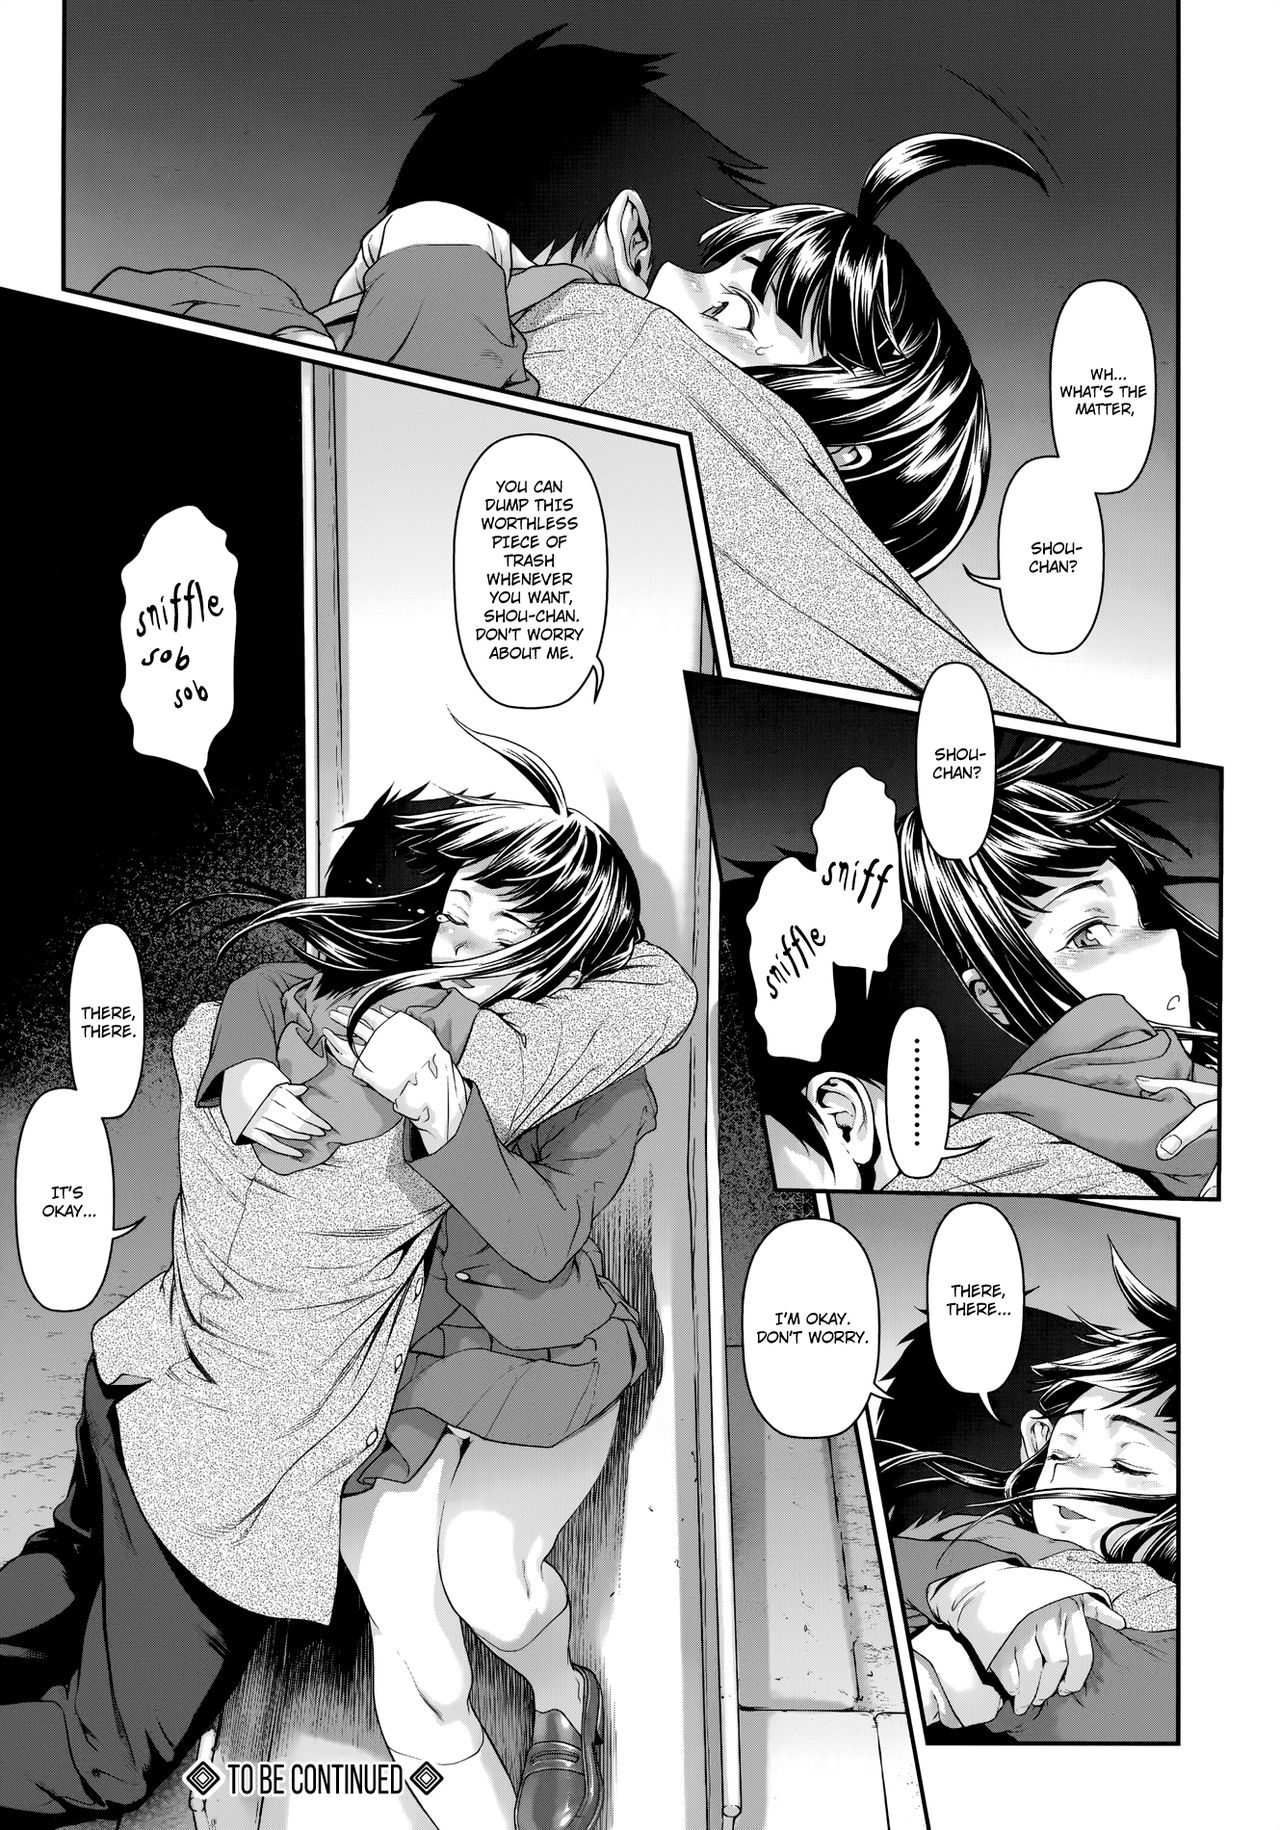 WH...
WHAT'S THE
MATTER,
SHOU-
CHAN?
SHOU-
CHAN?
sniff
sniffle
.........
THERE,
THERE...
I'M OKAY.
DON'T WORRY.
YOU CAN
DUMP THIS
WORTHLESS
PIECE OF
TRASH
WHENEVER
YOU WANT,
SHOU-CHAN.
DON'T WORRY
ABOUT ME.
sniffle
sob
sob
THERE,
THERE.
IT'S
OKAY...
TO BE CONTINUED